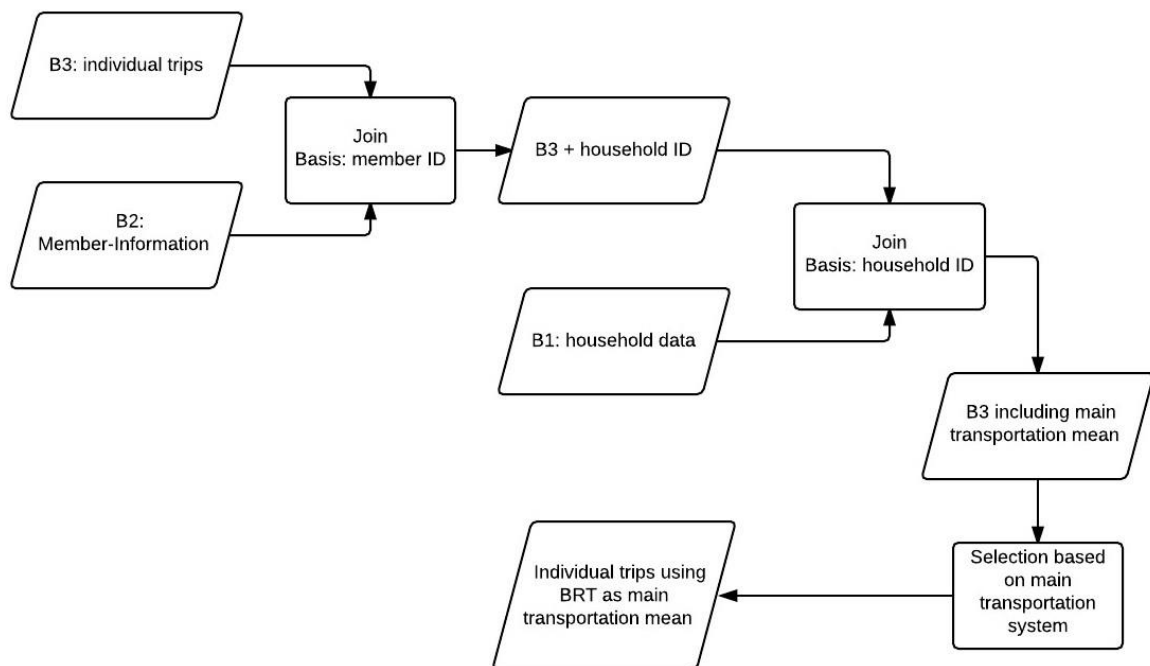 B3: individual trips
Join
Basis: member ID
B3 + household ID
B2:
Member-Information
Join
Basis: household ID
B1: household data
B3 including main
transportation mean
Individual trips using
BRT as main
transportation mean
Selection based
on main
transportation
system